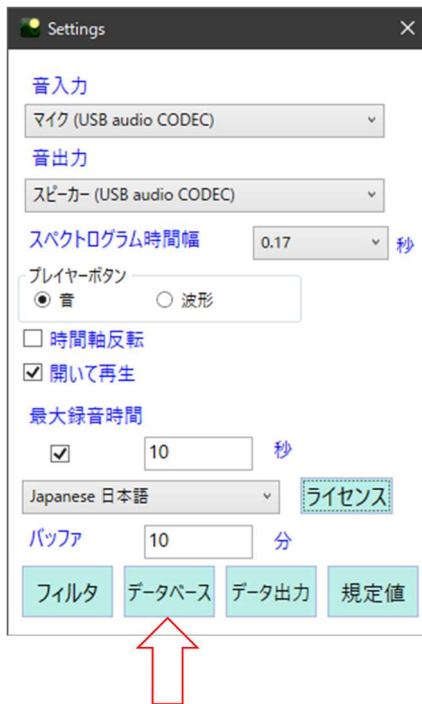 Settings
音入力
マイク (USB audio CODEC)
音出力
スピーカー (USB audio CODEC)
スペクトログラム時間幅 0.17 秒
プレイヤーボタン
音 波形
時間軸反転
開いて再生
最大録音時間
10 秒
Japanese 日本語 ライセンス
バッファ 10 分
フィルタ データベース データ出力 規定値